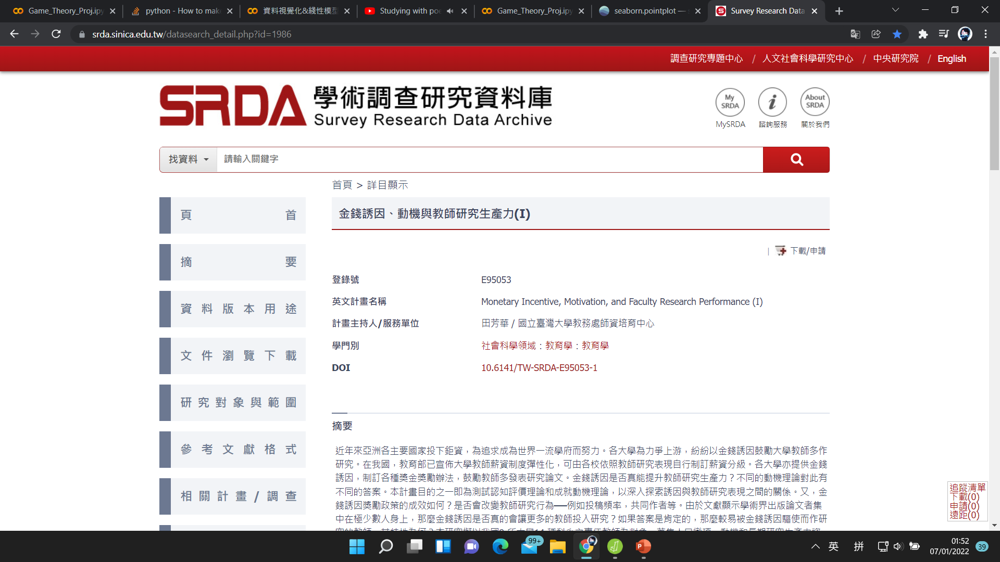 Game_Theory_Proj.ipy
python - How to mak
資料視覺化&綫性模型
Studying with poe
Game_Theory_Proj.ipy
seaborn.pointplot —
Survey Research Data
srda.sinica.edu.tw/datasearch_detail.php?id=1986
調查研究專題中心 / 人文社會科學研究中心 / 中央研究院 / English
SRDA 學術調查研究資料庫
Survey Research Data Archive
My SRDA
MySRDA
i
諮詢服務
About SRDA
關於我們
找資料
請輸入關鍵字
首頁 > 詳目顯示
頁首
摘要
資料版本用途
文件瀏覽下載
研究對象與範圍
參考文獻格式
相關計畫/調查
金錢誘因、動機與教師研究生產力(I)
| 下載/申請
登錄號 E95053
英文計畫名稱 Monetary Incentive, Motivation, and Faculty Research Performance (I)
計畫主持人/服務單位 田芳華 / 國立臺灣大學教務處師資培育中心
學門別 社會科學領域：教育學：教育學
DOI 10.6141/TW-SRDA-E95053-1
摘要
近年來亞洲各主要國家投下鉅資，為追求成為世界一流學府而努力。各大學為力爭上游，紛紛以金錢誘因鼓勵大學教師多作
研究。在我國，教育部已宣佈大學教師薪資制度彈性化，可由各校依照教師研究表現自行制訂薪資分級。各大學亦提供金錢
誘因，制訂各種獎金獎勵辦法，鼓勵教師多發表研究論文。金錢誘因是否真能提升教師研究生產力？不同的動機理論對此有
不同的答案。本計畫目的之一即為測試認知評價理論和成就動機理論，以深入探索誘因與教師研究表現之間的關係。又，金
錢誘因獎勵政策的成效如何？是否會改變教師研究行為──例如投稿頻率，共同作者等。由於文獻顯示學術界出版論文者集
中在極少數人身上，那麼金錢誘因是否真的會讓更多的教師投入研究？如果答案是肯定的，那麼較易被金錢誘因驅使而作研
追蹤清單
下載(0)
申請(0)
遠距(0)
99+
英
拼
01:52
07/01/2022
39